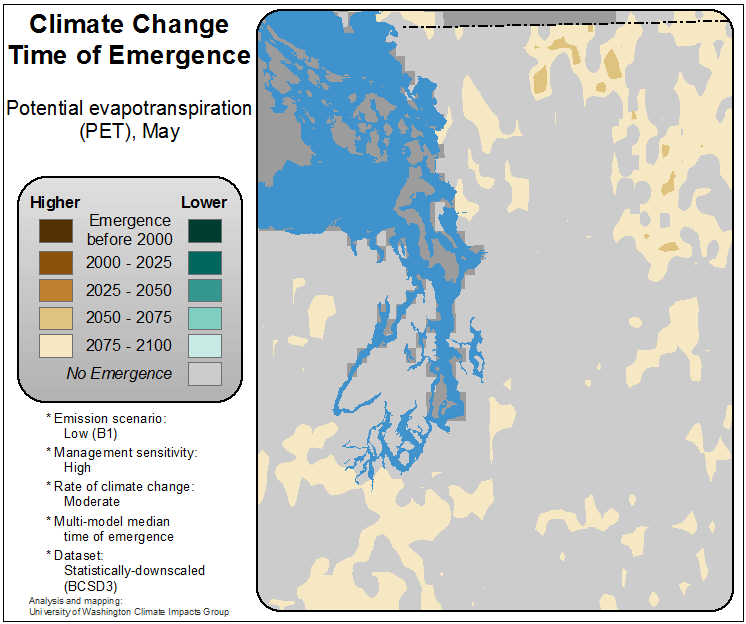 Climate Change
Time of Emergence
Potential evapotranspiration
(PET), May
Higher
Lower
Emergence
before 2000
2000 - 2025
2025 - 2050
2050 - 2075
2075 - 2100
No Emergence
* Emission scenario:
Low (B1)
* Management sensitivity:
High
* Rate of climate change:
Moderate
* Multi-model median
time of emergence
* Dataset:
Statistically-downscaled
(BCSD3)
Analysis and mapping:
University of Washington Climate Impacts Group